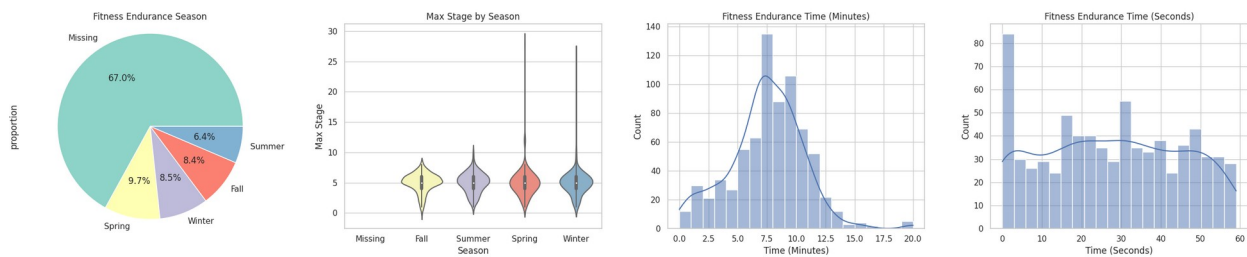 Fitness Endurance Season
Missing
67.0%
proportion
6.4%
Summer
8.4%
9.7%
8.5%
Fall
Spring
Winter
Max Stage by Season
30
25
20
15
10
5
0
Max Stage
Missing
Fall
Summer
Spring
Winter
Season
Fitness Endurance Time (Minutes)
140
120
100
80
60
40
20
0
Count
0.0
2.5
5.0
7.5
10.0
12.5
15.0
17.5
20.0
Time (Minutes)
Fitness Endurance Time (Seconds)
80
70
60
50
40
30
20
10
0
Count
0
10
20
30
40
50
60
Time (Seconds)